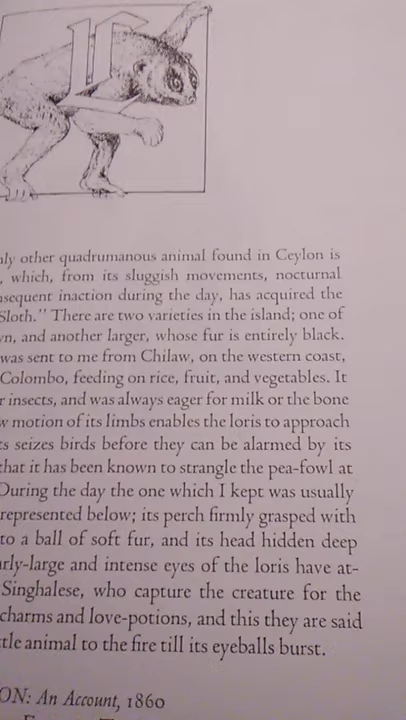 L
nly other quadrumanous animal found in Ceylon is
, which, from its sluggish movements, nocturnal
nsequent inaction during the day, has acquired the
Sloth." There are two varieties in the island; one of
wn, and another larger, whose fur is entirely black.
was sent to me from Chilaw, on the western coast,
Colombo, feeding on rice, fruit, and vegetables. It
r insects, and was always eager for milk or the bone
w motion of its limbs enables the loris to approach
ts seizes birds before they can be alarmed by its
that it has been known to strangle the pea-fowl at
During the day the one which I kept was usually
represented below; its perch firmly grasped with
to a ball of soft fur, and its head hidden deep
arly-large and intense eyes of the loris have at-
Singhalese, who capture the creature for the
charms and love-potions, and this they are said
tle animal to the fire till its eyeballs burst.
ON: An Account, 1860